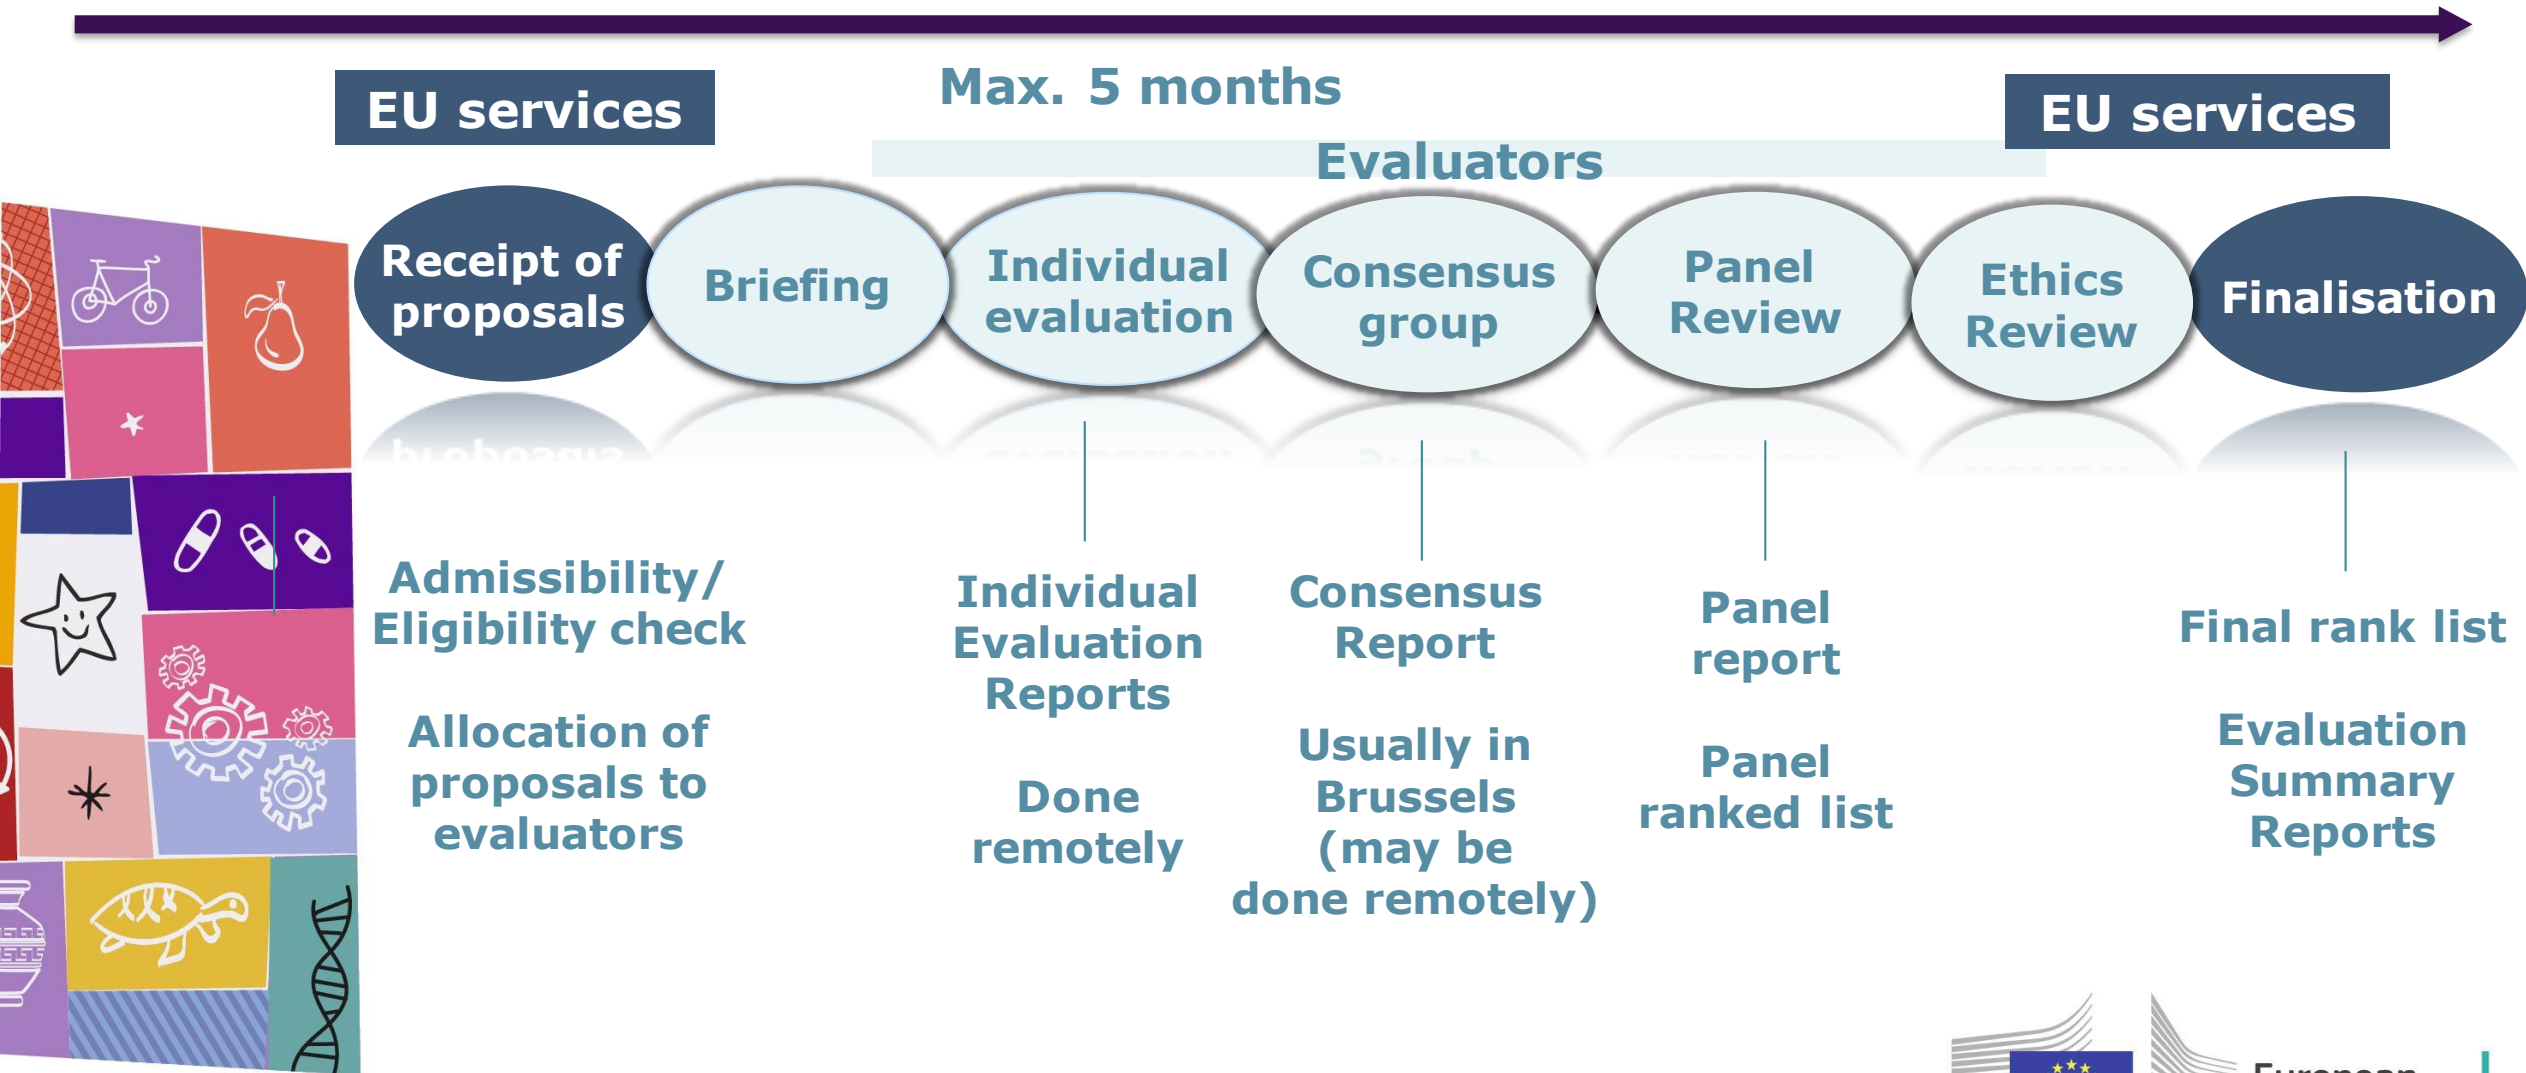 Max. 5 months
EU services
EU services
Evaluators
Receipt of
proposals
Briefing
Individual
evaluation
Consensus
group
Panel
Review
Ethics
Review
Finalisation
Admissibility/
Eligibility check
Allocation of
proposals to
evaluators
Individual
Evaluation
Reports
Done
remotely
Consensus
Report
Usually in
Brussels
(may be
done remotely)
Panel
report
Panel
ranked list
Final rank list
Evaluation
Summary
Reports
European